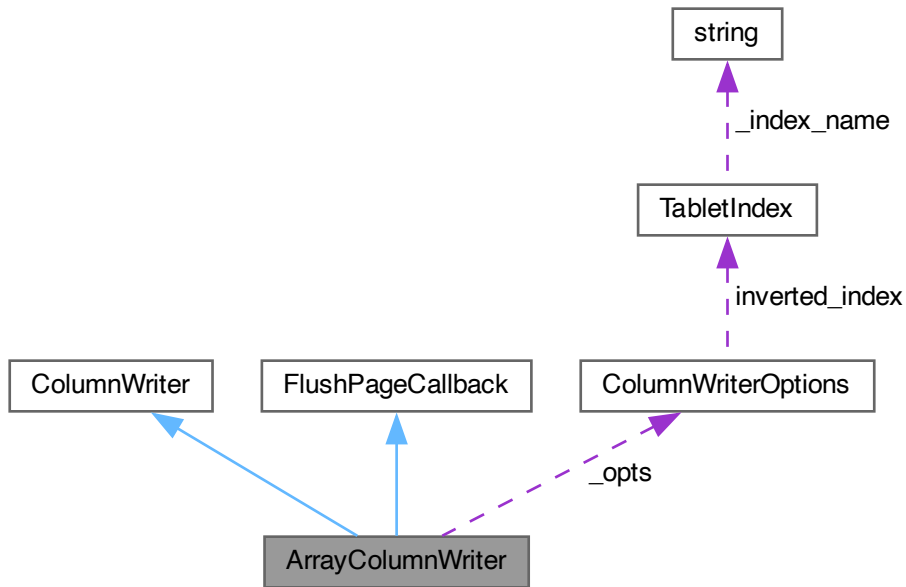 string
_index_name
TabletIndex
inverted_index
ColumnWriter
FlushPageCallback
ColumnWriterOptions
_opts
ArrayColumnWriter